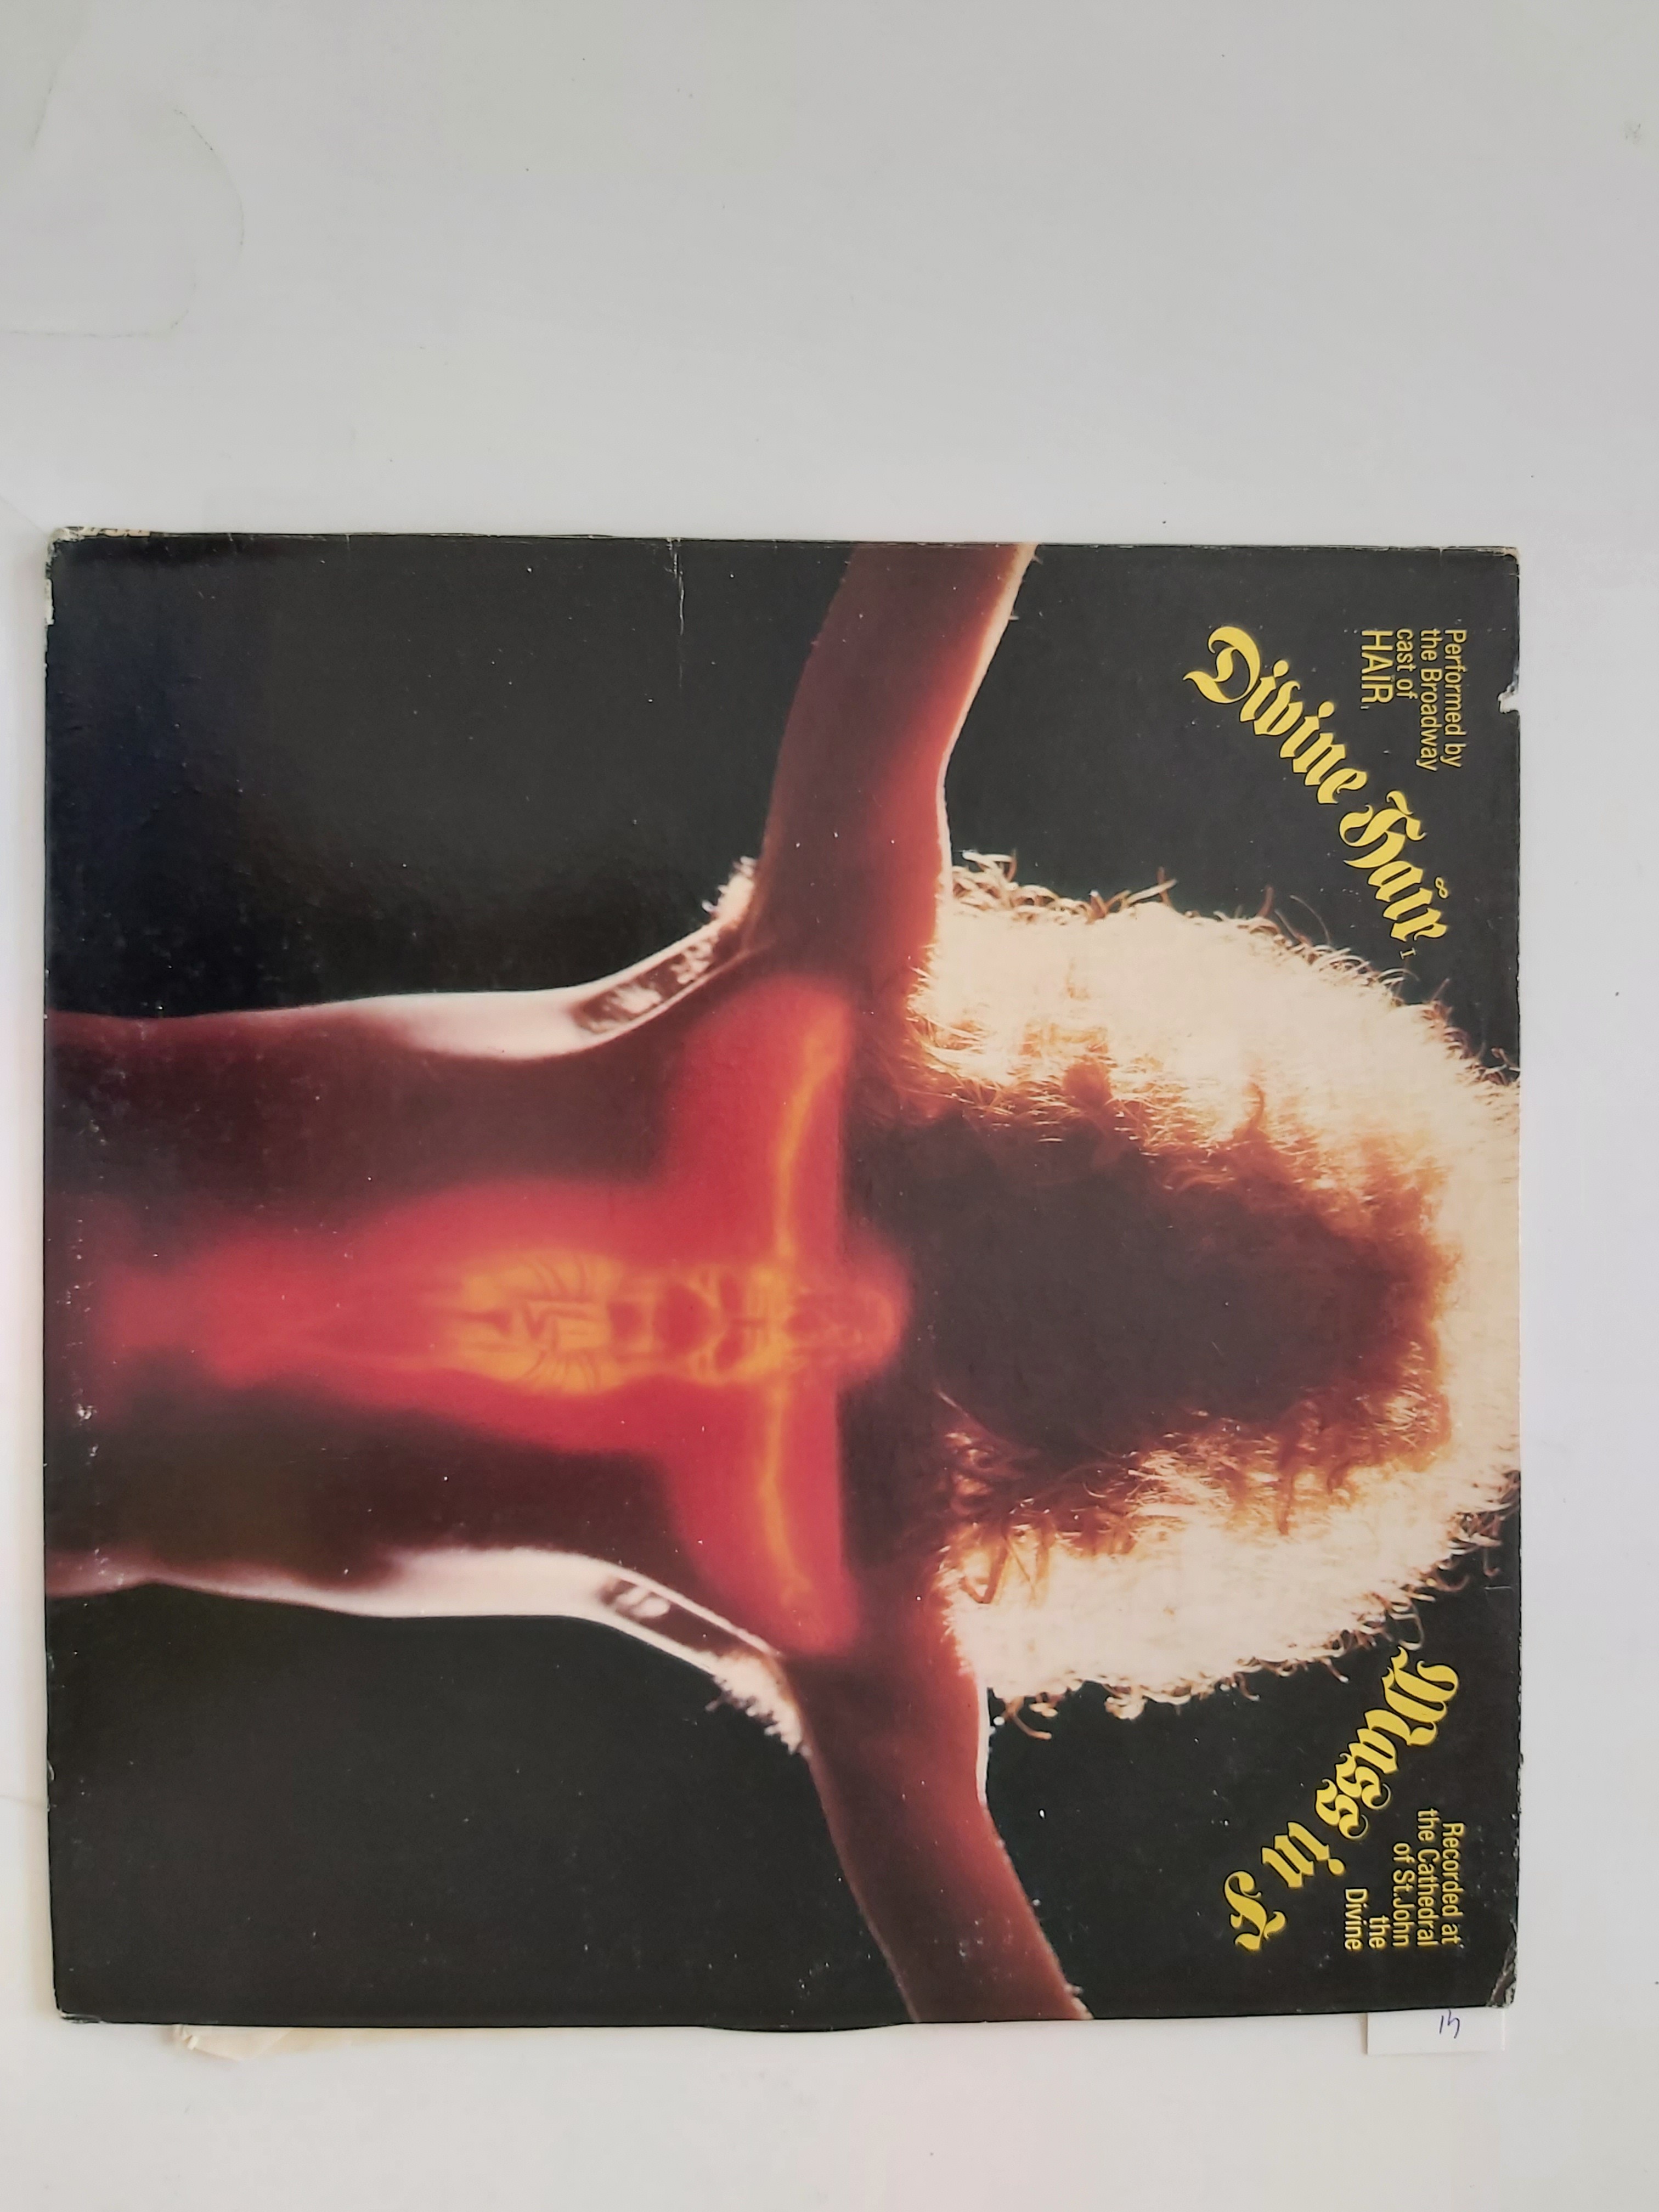 Performed by
the Broadway
cast of
HAIR
Divine Hair
Mass in F
Recorded at
the Cathedral
of St.John
the
Divine